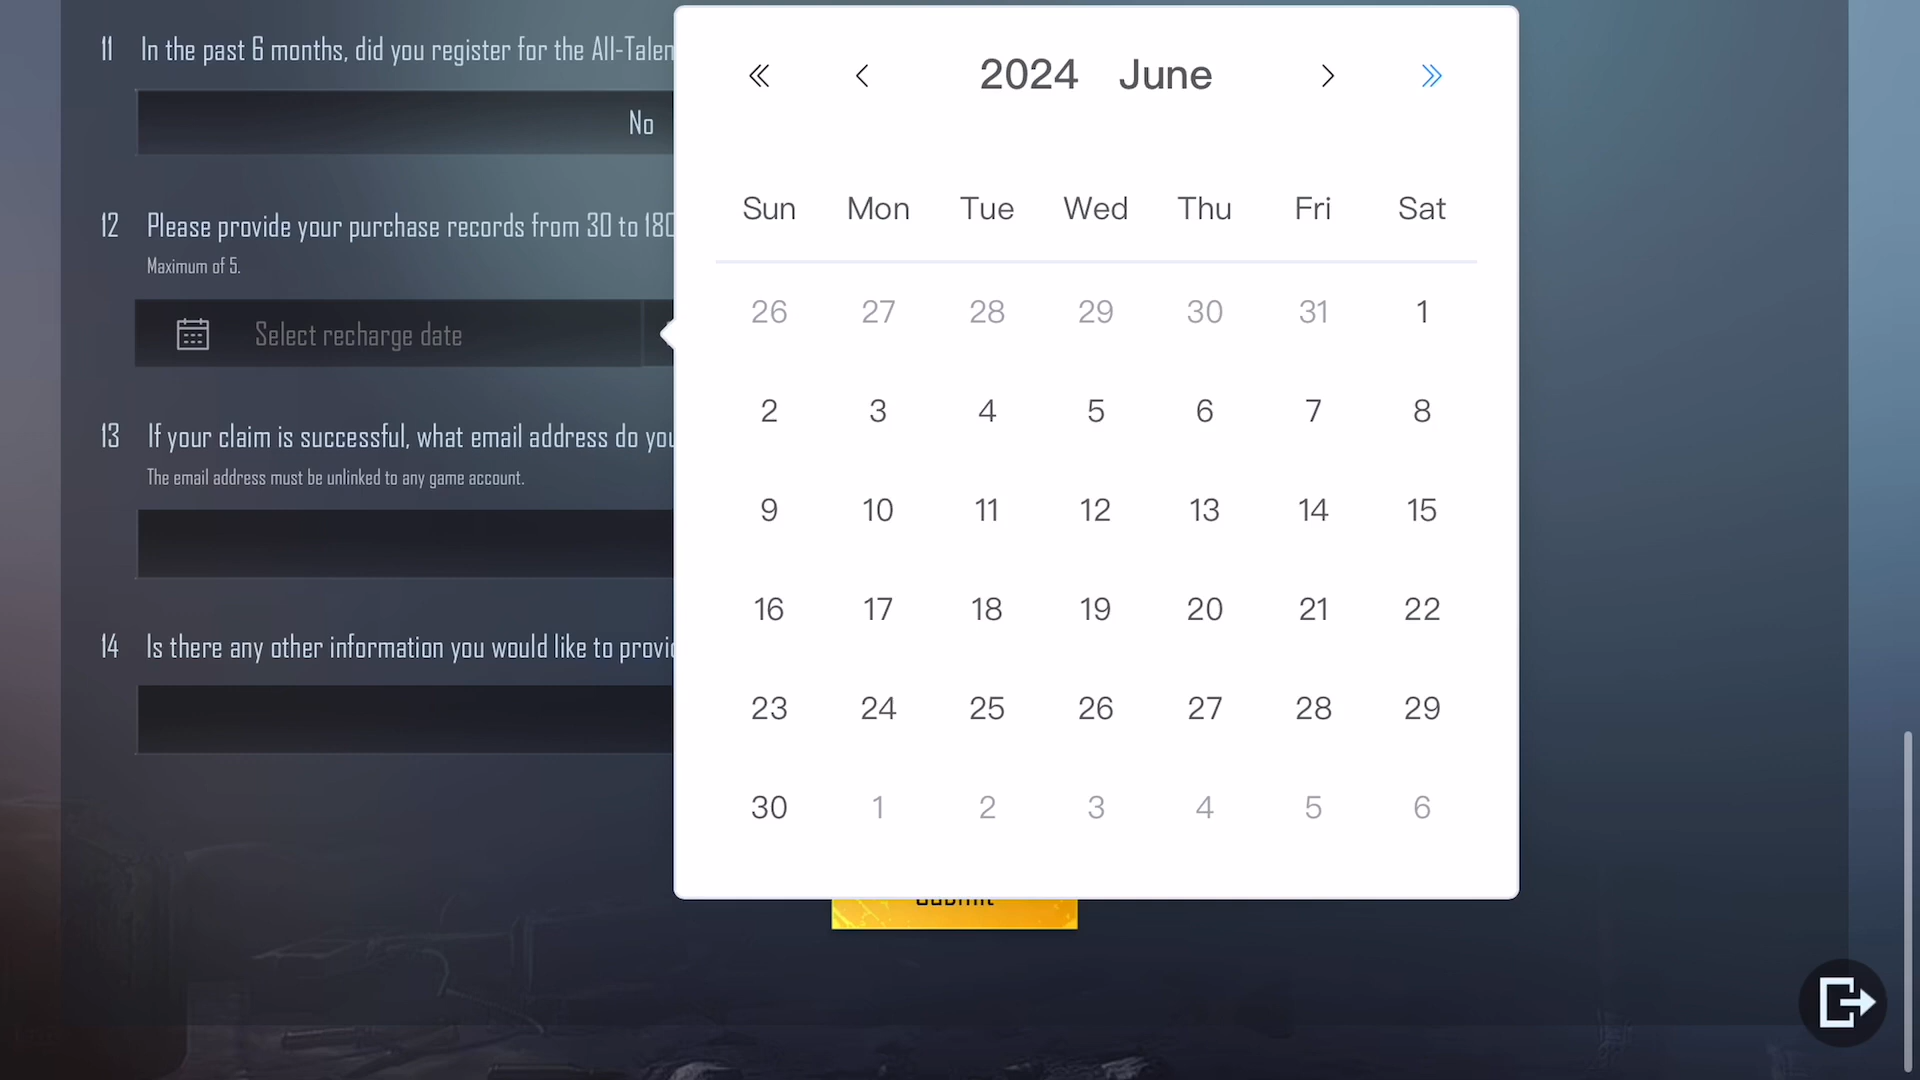 11 In the past 6 months, did you register for the All-Talen
No
12 Please provide your purchase records from 30 to 180
Maximum of 5.
Select recharge date
13 If your claim is successful, what email address do you
The email address must be unlinked to any game account.
14 Is there any other information you would like to provid
2024 June
Sun Mon Tue Wed Thu Fri Sat
26 27 28 29 30 31 1
2 3 4 5 6 7 8
9 10 11 12 13 14 15
16 17 18 19 20 21 22
23 24 25 26 27 28 29
30 1 2 3 4 5 6
Submit